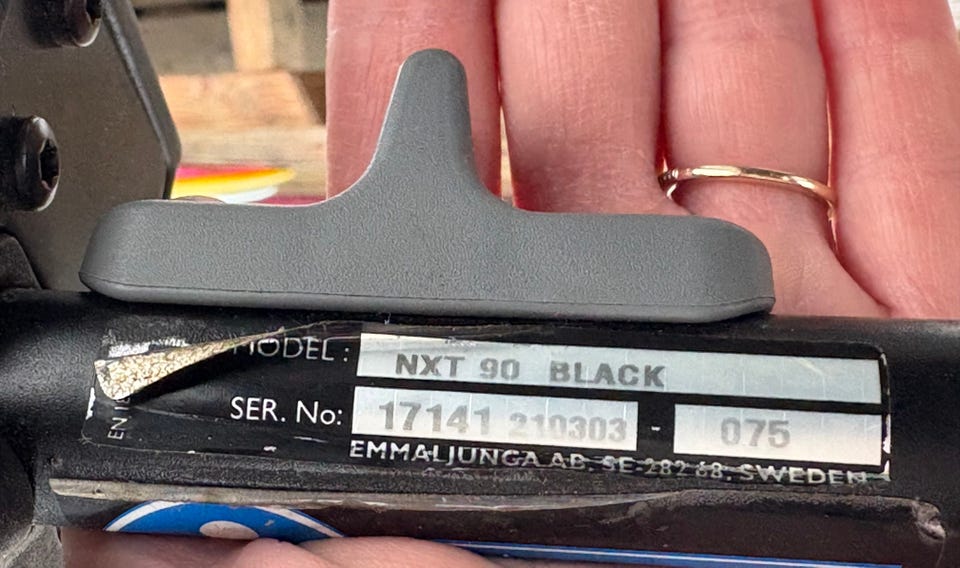 MODEL: NXT 90 BLACK
SER. No: 17141 210303 - 075
EMMALJUNGA AB, SE-282 68, SWEDEN